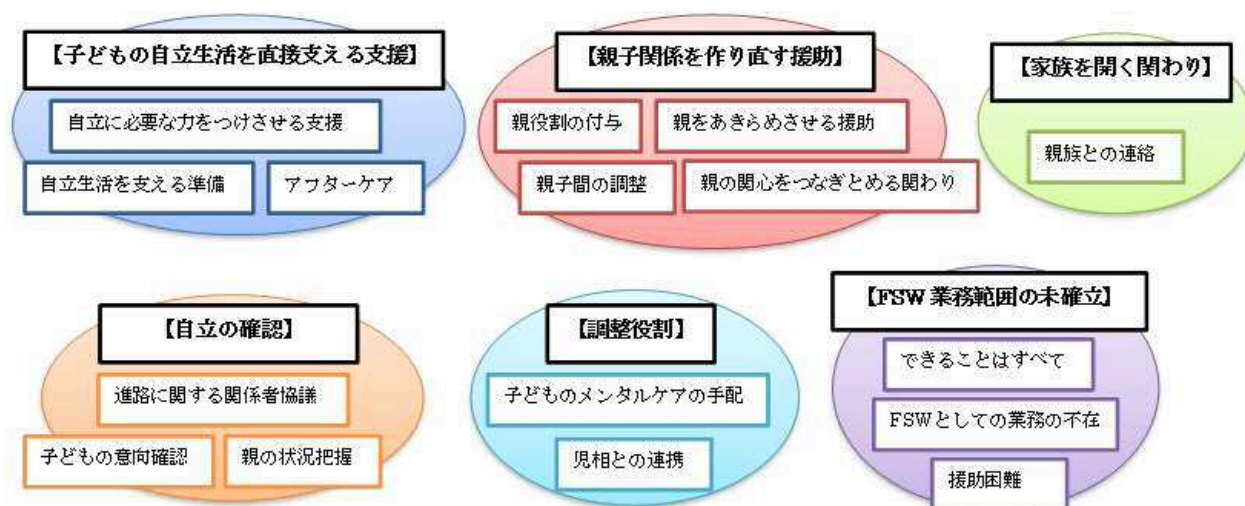 【子どもの自立生活を直接支える支援】
自立に必要な力をつけさせる支援
自立生活を支える準備
アフターケア
【親子関係を作り直す援助】
親役割の付与
親をあきらめさせる援助
親子間の調整
親の関心をつなぎとめる関わり
【家族を開く関わり】
親族との連絡
【自立の確認】
進路に関する関係者協議
子どもの意向確認
親の状況把握
【調整役割】
子どものメンタルケアの手配
児相との連携
【FSW業務範囲の未確立】
できることはすべて
FSWとしての業務の不在
援助困難